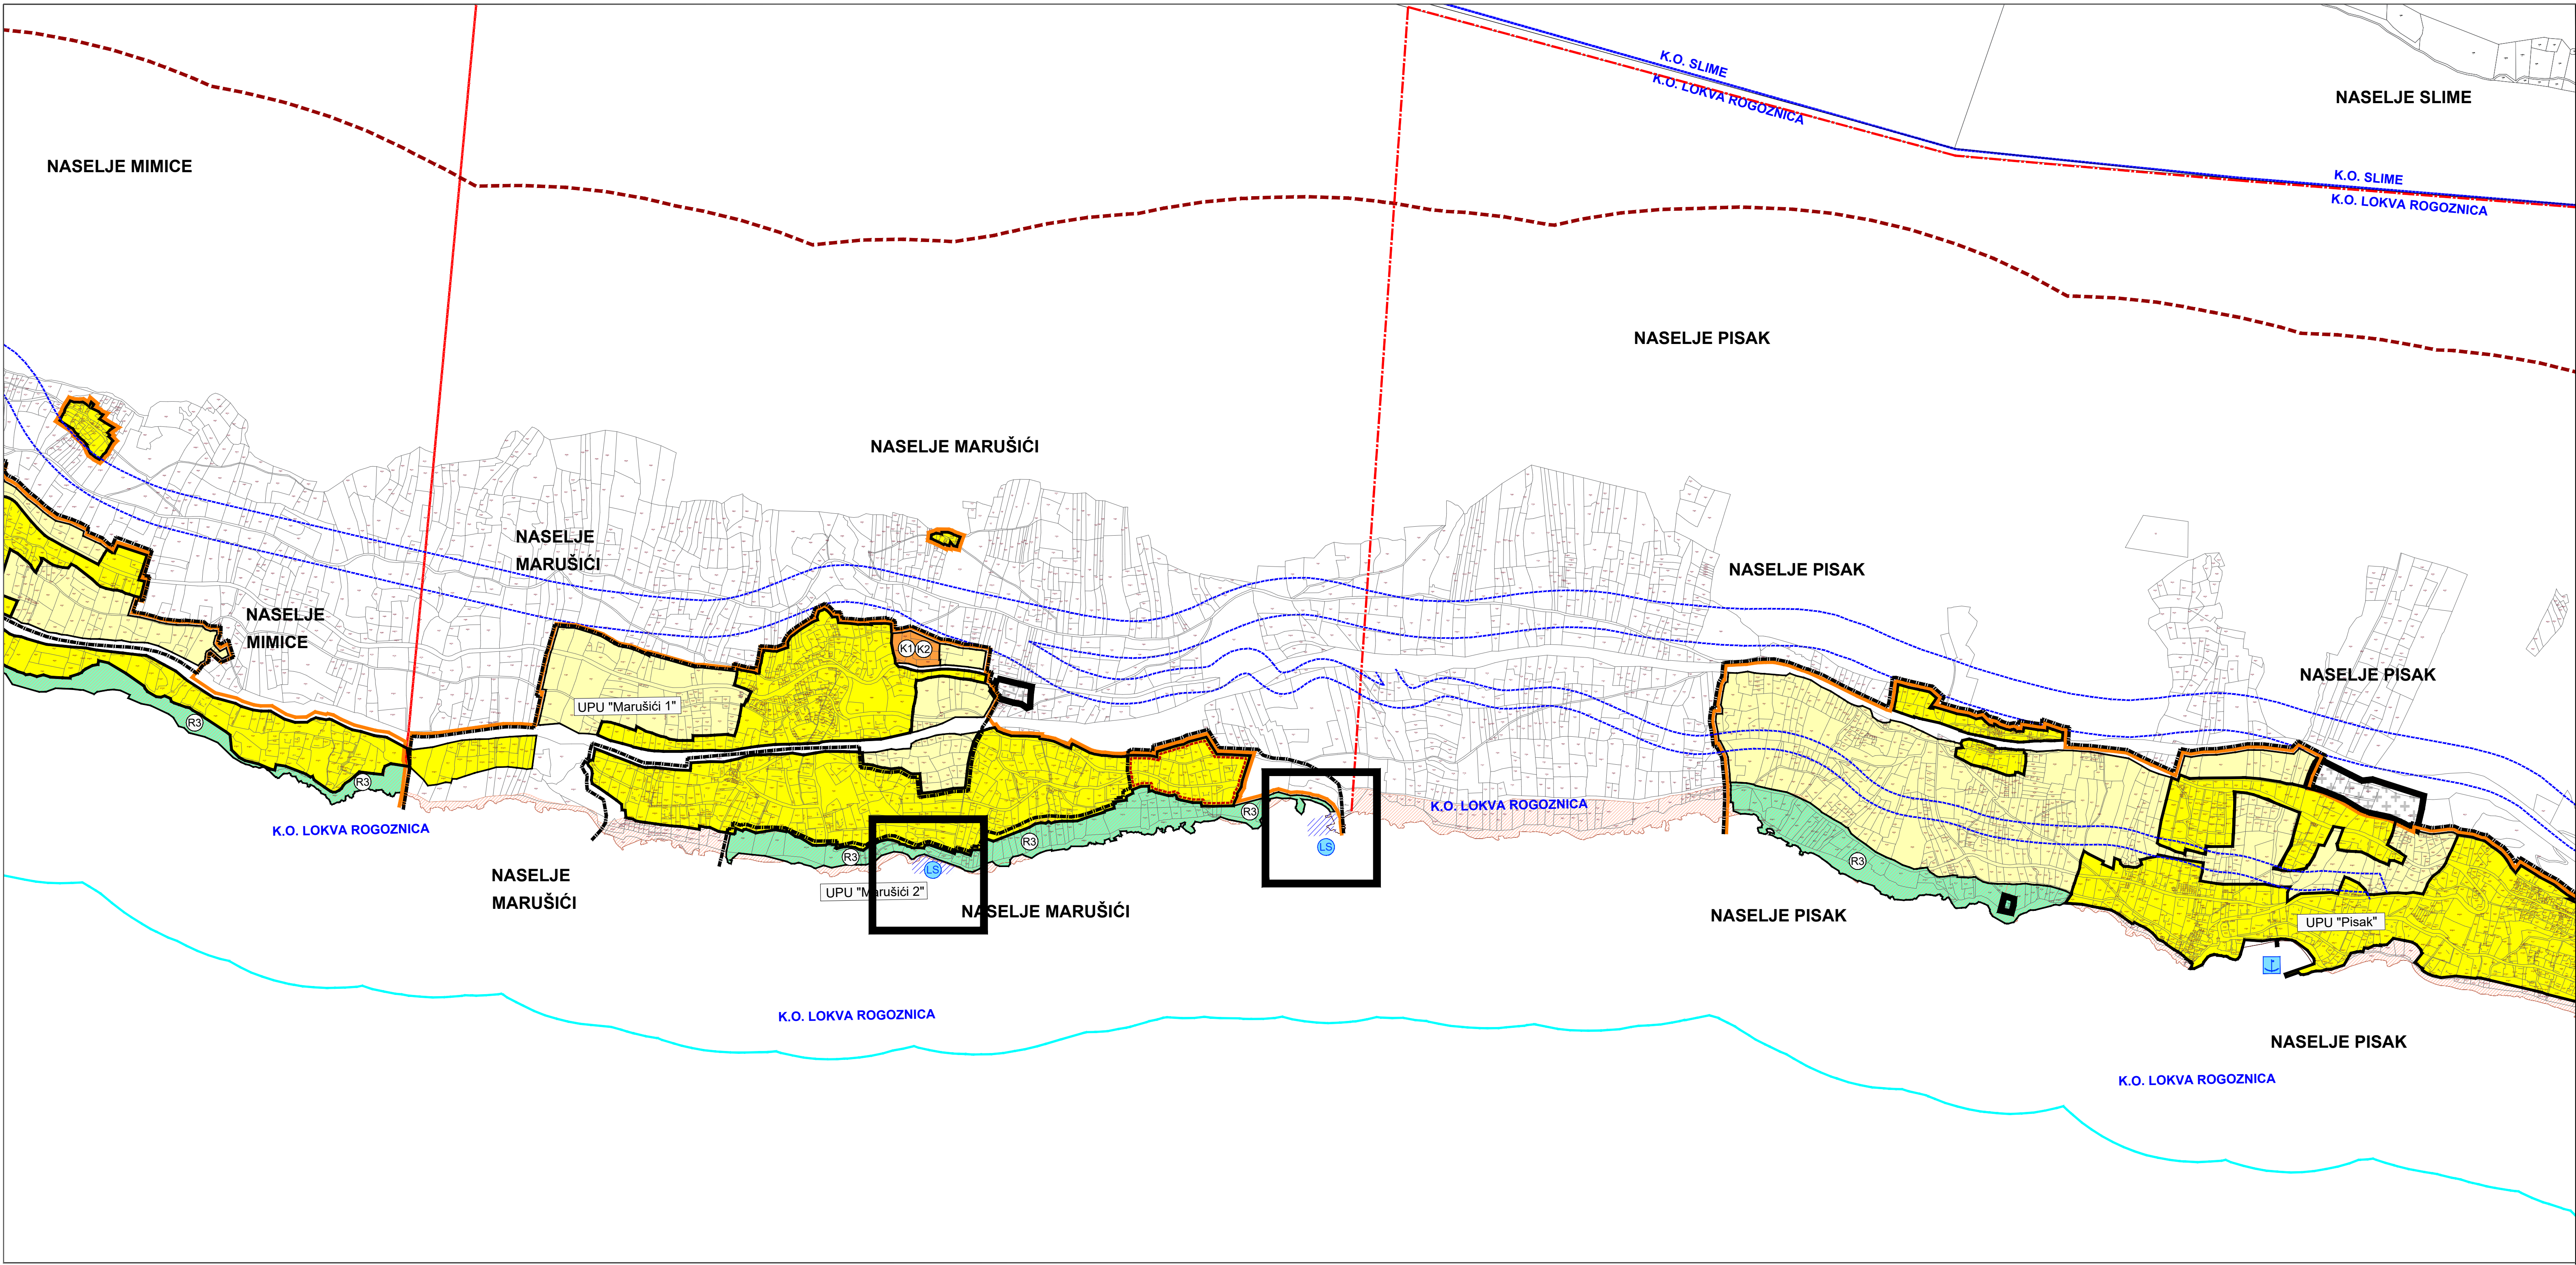 K.O. SLIME
K.O. LOKVA ROGOZNICA
NASELJE SLIME
NASELJE MIMICE
K.O. SLIME
K.O. LOKVA ROGOZNICA
NASELJE PISAK
NASELJE MARUŠIĆI
NASELJE
MARUŠIĆI
NASELJE PISAK
NASELJE
MIMICE
K1
K2
NASELJE PISAK
UPU "Marušići 1"
R3
R3
K.O. LOKVA ROGOZNICA
R3
K.O. LOKVA ROGOZNICA
R3
LS
R3
R3
LS
NASELJE
MARUŠIĆI
UPU "Marušići 2"
NASELJE MARUŠIĆI
NASELJE PISAK
UPU "Pisak"
K.O. LOKVA ROGOZNICA
NASELJE PISAK
K.O. LOKVA ROGOZNICA